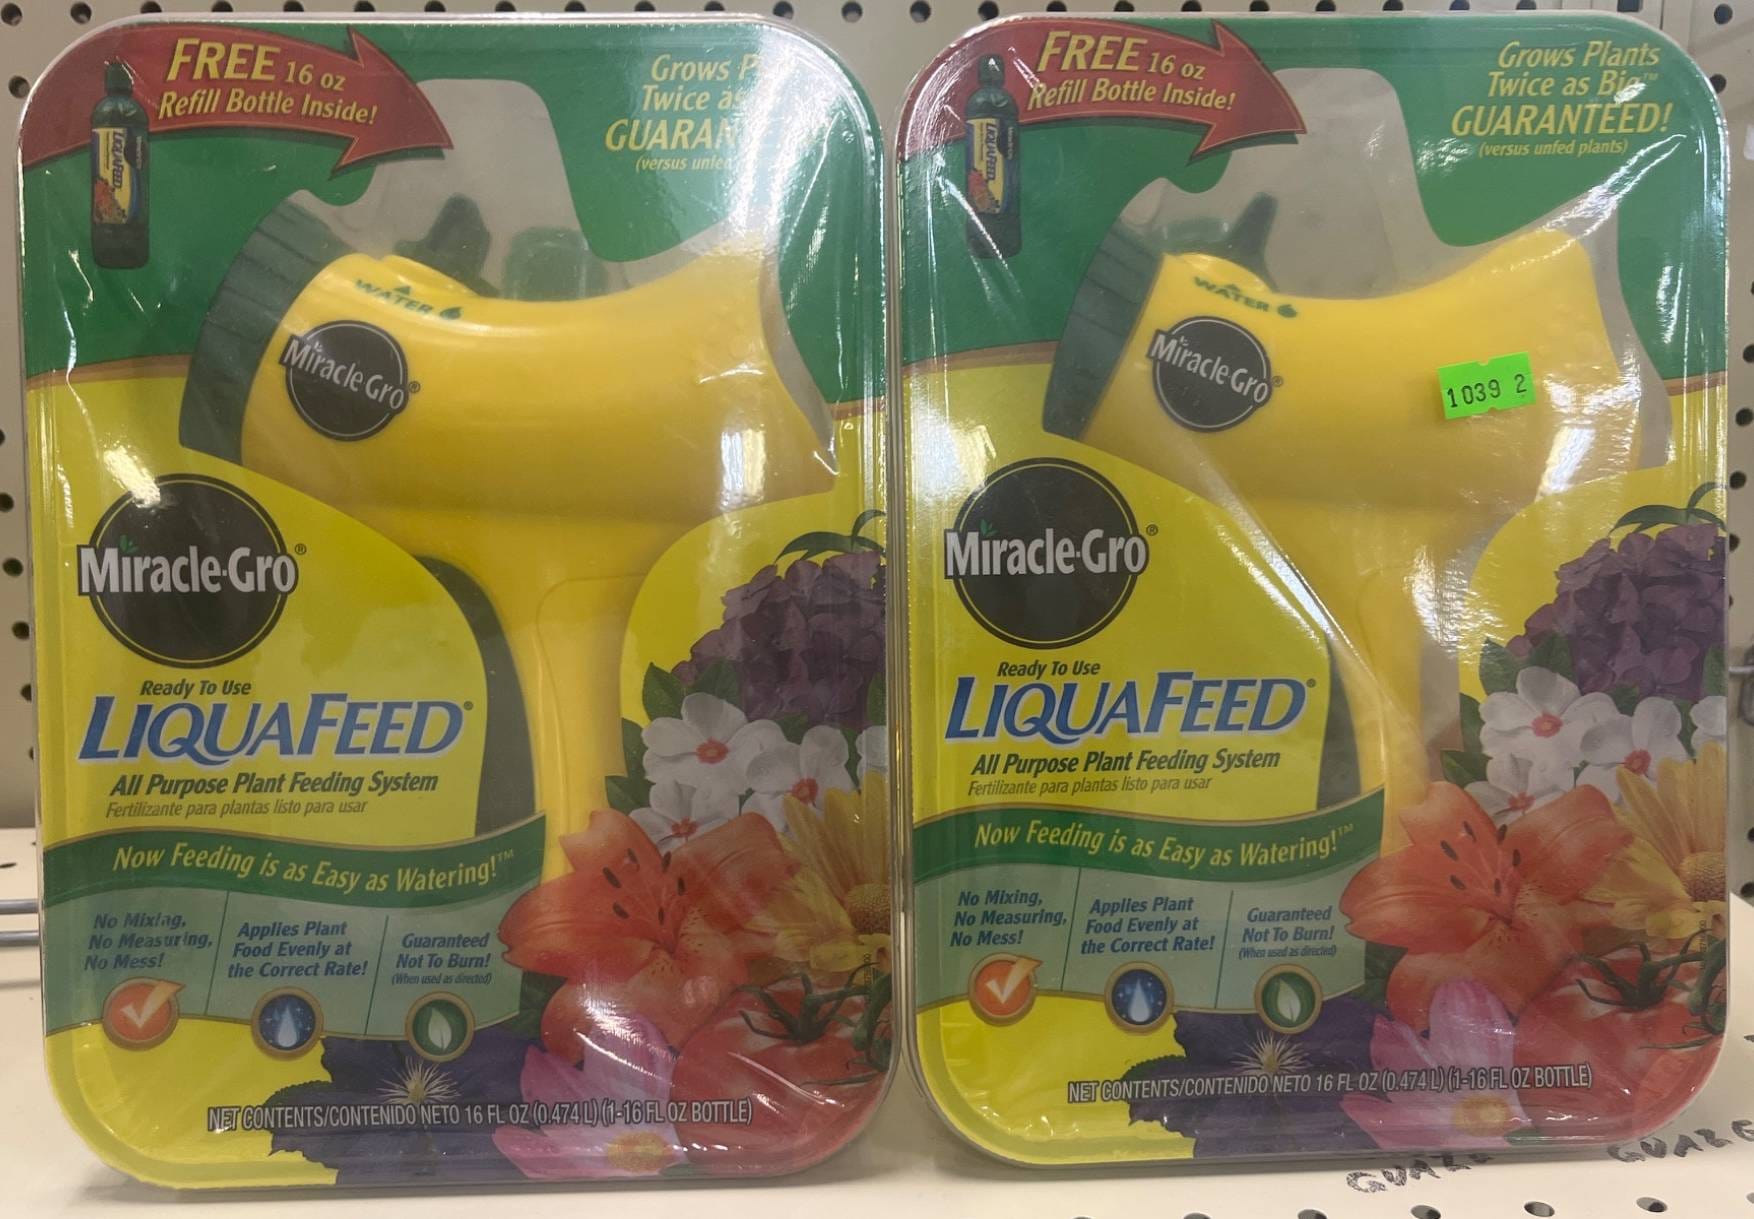 FREE 16 oz
Refill Bottle Inside!
Grows
Twice
(versus
WATER
Miracle-Gro®
Miracle-Gro®
Ready To Use
LIQUAFEED®
All Purpose Plant Feeding System
Fertilizante para plantas listo para usar
Now Feeding is as Easy as Watering!™
No Mixing,
No Measuring,
No Mess!
Applies Plant
Food Evenly at
the Correct Rate!
Guaranteed
Not To Burn!
(When used as directed)
NET CONTENTS/CONTENIDO NETO 16 FL OZ (0.474 L) (1-16 FL OZ BOTTLE)
FREE 16 oz
Refill Bottle Inside!
Grows Plants
Twice as Big™
GUARANTEED!
(versus unfed plants)
WATER
Miracle-Gro®
1039 2
Miracle-Gro®
Ready To Use
LIQUAFEED®
All Purpose Plant Feeding System
Fertilizante para plantas listo para usar
Now Feeding is as Easy as Watering!™
No Mixing,
No Measuring,
No Mess!
Applies Plant
Food Evenly at
the Correct Rate!
Guaranteed
Not To Burn!
(When used as directed)
NET CONTENTS/CONTENIDO NETO 16 FL OZ (0.474 L) (1-16 FL OZ BOTTLE)